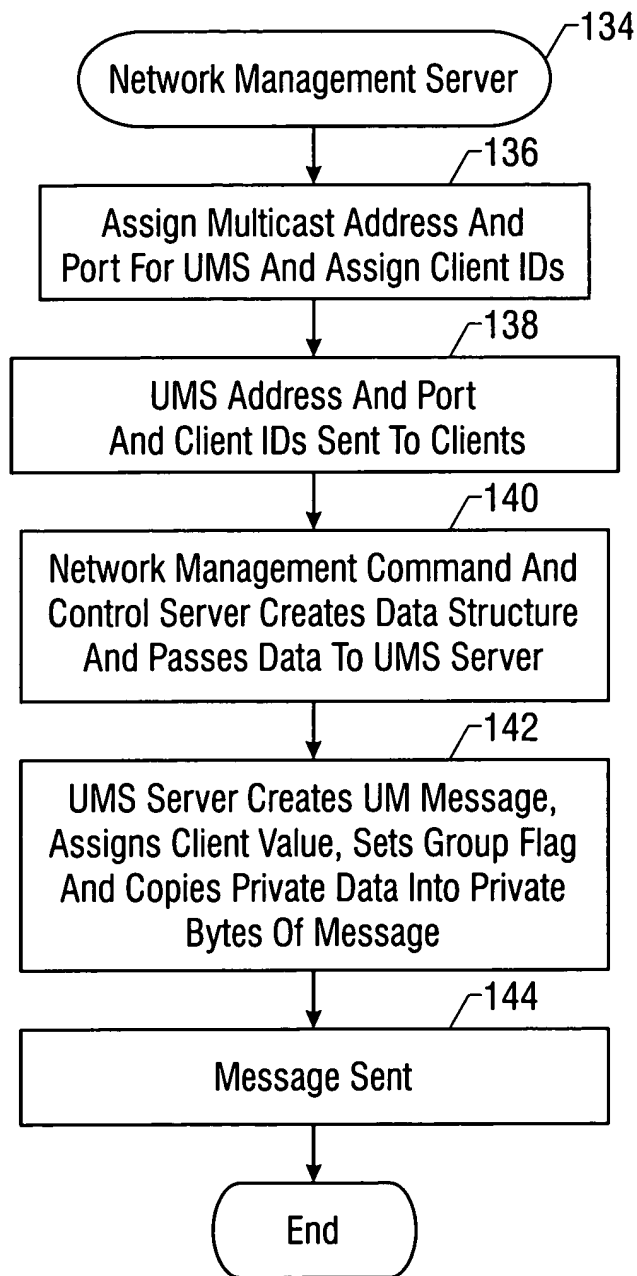 134
Network Management Server
136
Assign Multicast Address And
Port For UMS And Assign Client IDs
138
UMS Address And Port
And Client IDs Sent To Clients
140
Network Management Command And
Control Server Creates Data Structure
And Passes Data To UMS Server
142
UMS Server Creates UM Message,
Assigns Client Value, Sets Group Flag
And Copies Private Data Into Private
Bytes Of Message
144
Message Sent
End